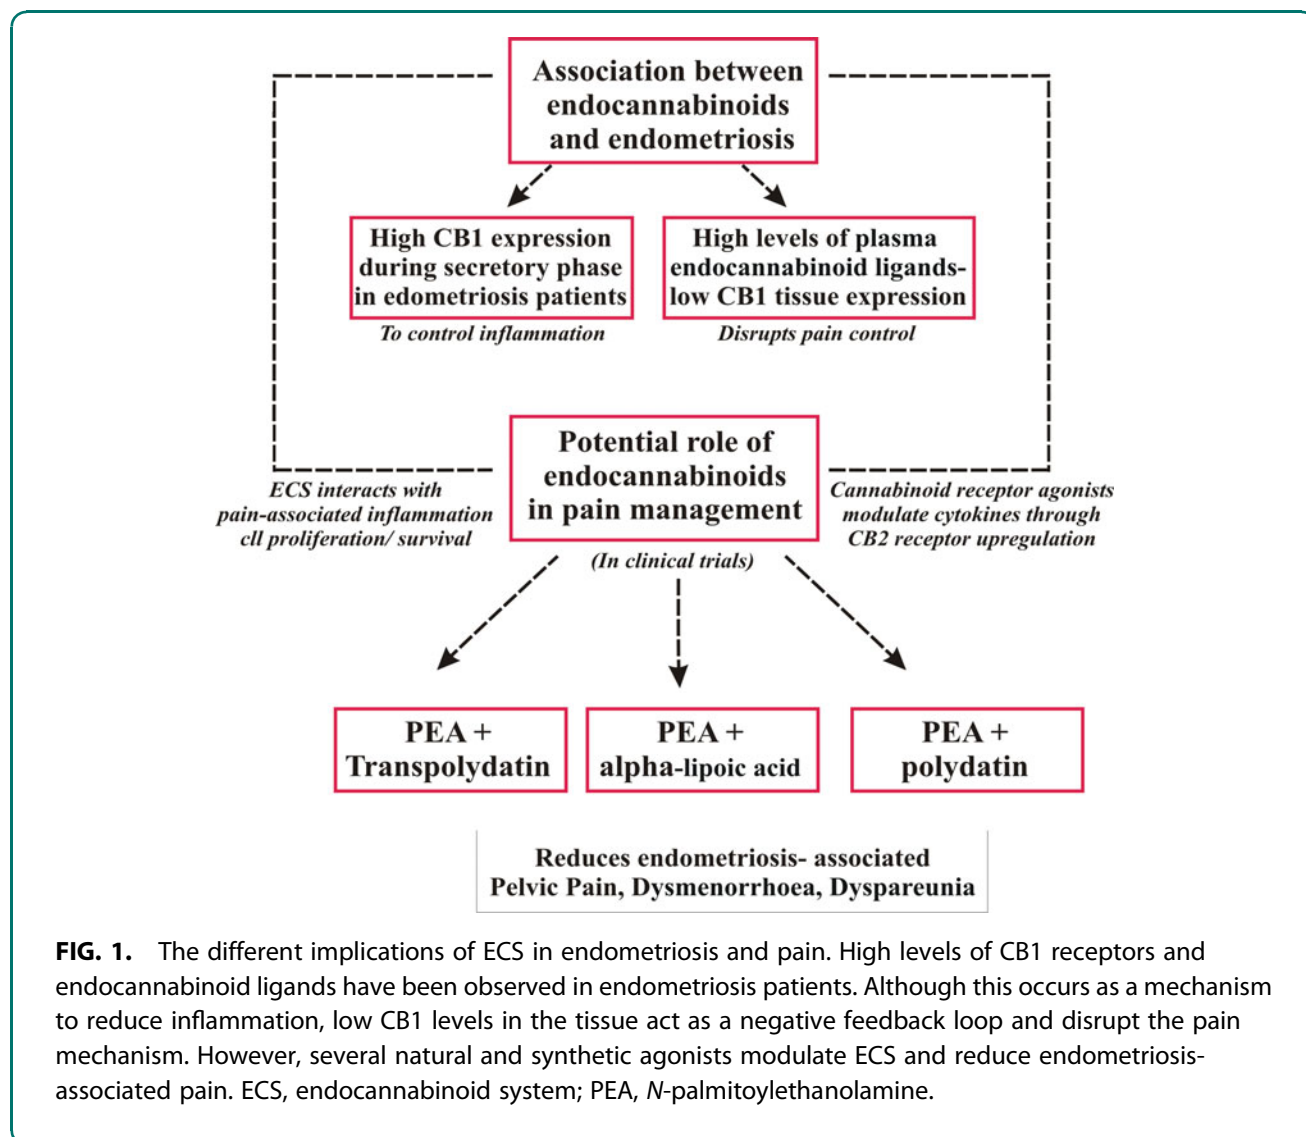 Association between
endocannabinoids
and endometriosis
High CB1 expression
during secretory phase
in edometriosis patients
To control inflammation
High levels of plasma
endocannabinoid ligands-
low CB1 tissue expression
Disrupts pain control
Potential role of
endocannabinoids
in pain management
(In clinical trials)
ECS interacts with
pain-associated inflammation
cll proliferation/ survival
Cannabinoid receptor agonists
modulate cytokines through
CB2 receptor upregulation
PEA +
Transpolydatin
PEA +
alpha-lipoic acid
PEA +
polydatin
Reduces endometriosis- associated
Pelvic Pain, Dysmenorrhoea, Dyspareunia
FIG. 1. The different implications of ECS in endometriosis and pain. High levels of CB1 receptors and
endocannabinoid ligands have been observed in endometriosis patients. Although this occurs as a mechanism
to reduce inflammation, low CB1 levels in the tissue act as a negative feedback loop and disrupt the pain
mechanism. However, several natural and synthetic agonists modulate ECS and reduce endometriosis-
associated pain. ECS, endocannabinoid system; PEA, N-palmitoylethanolamine.